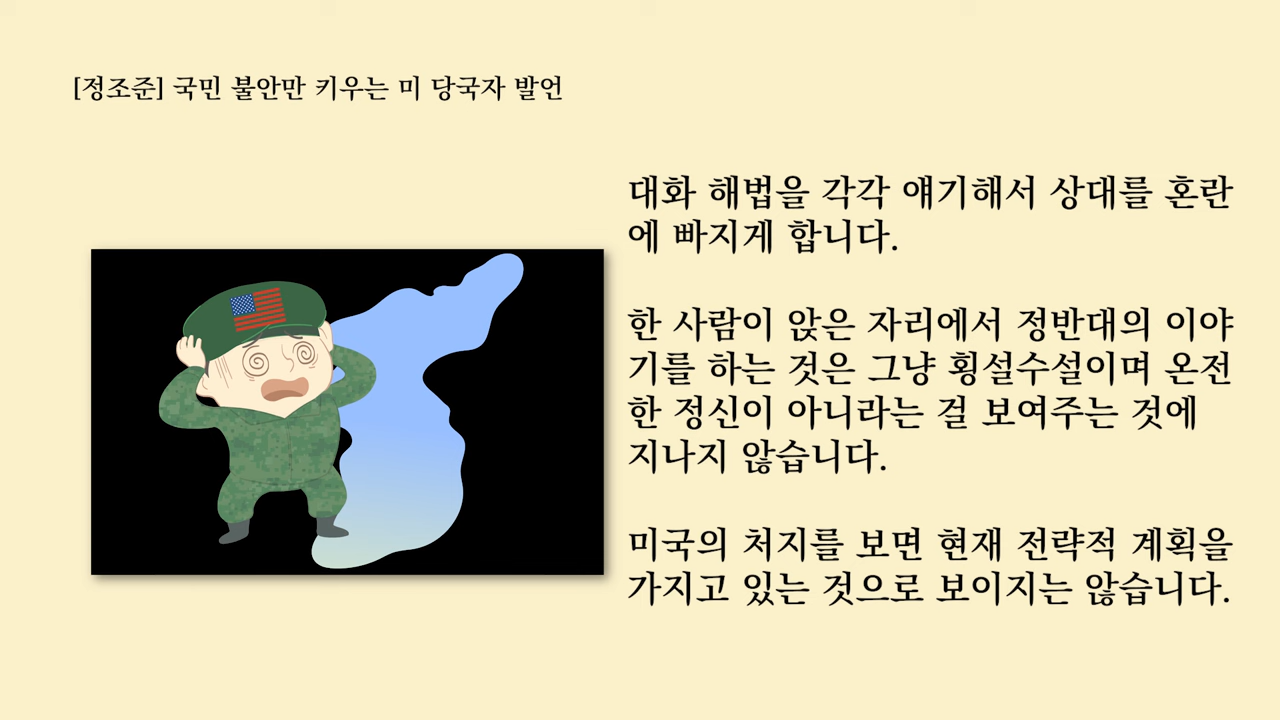 [정조준] 국민 불안만 키우는 미 당국자 발언
대화 해법을 각각 얘기해서 상대를 혼란
에 빠지게 합니다.
한 사람이 앉은 자리에서 정반대의 이야
기를 하는 것은 그냥 횡설수설이며 온전
한 정신이 아니라는 걸 보여주는 것에
지나지 않습니다.
미국의 처지를 보면 현재 전략적 계획을
가지고 있는 것으로 보이지는 않습니다.